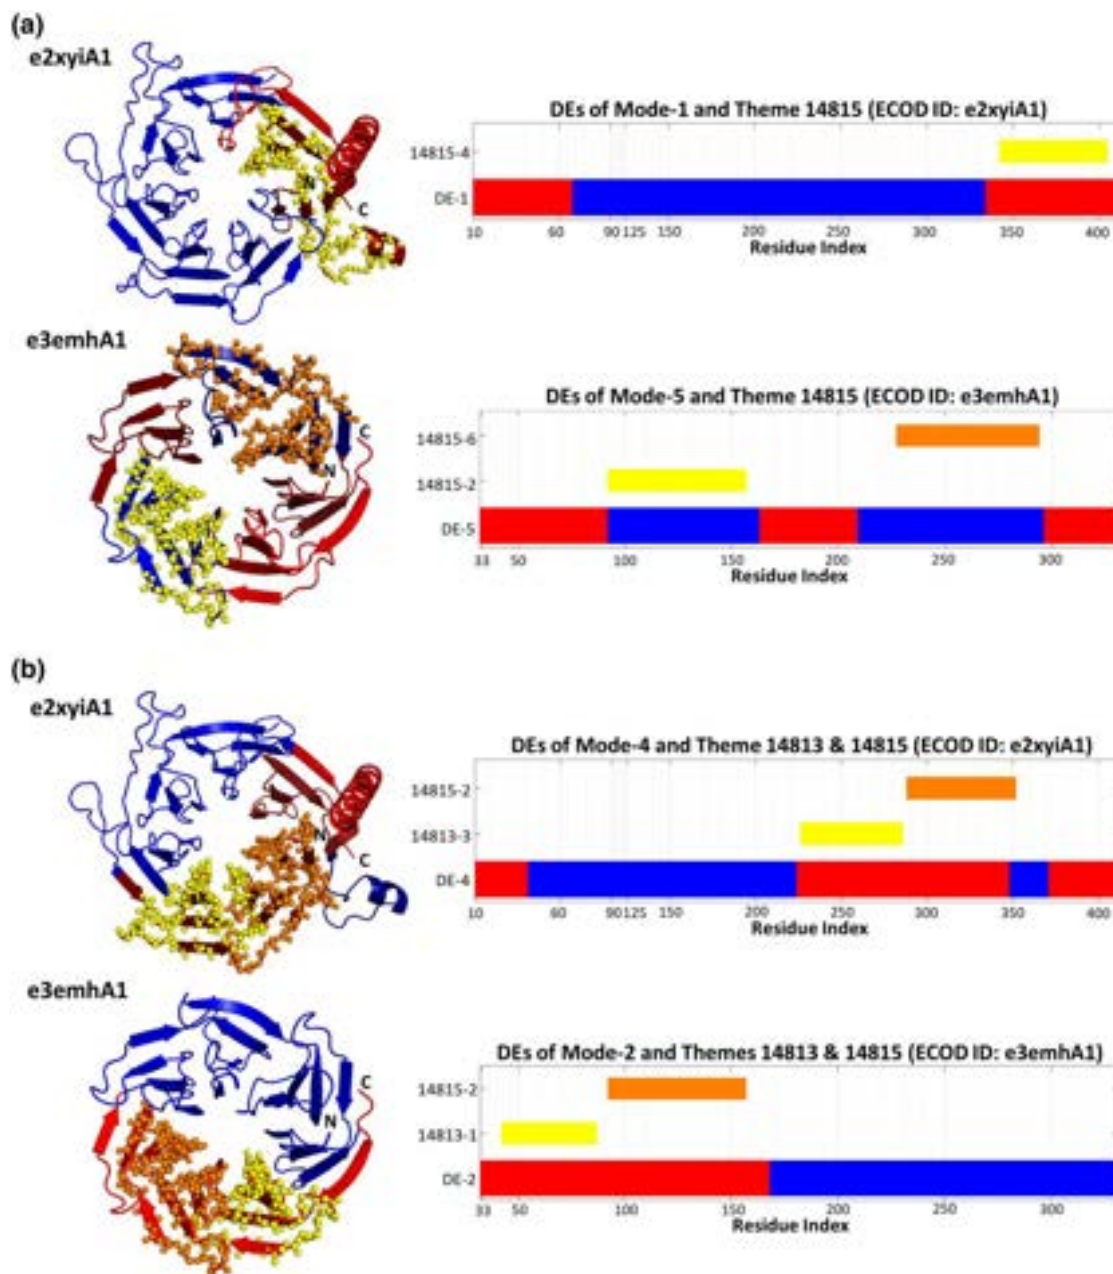 (a)
e2xyiA1
DEs of Mode-1 and Theme 14815 (ECOD ID: e2xyiA1)
14815-4
DE-1
10 60 90 125 150 200 250 300 350 400
Residue Index
N
C
e3emhA1
DEs of Mode-5 and Theme 14815 (ECOD ID: e3emhA1)
14815-6
14815-2
DE-5
33 50 100 150 200 250 300
Residue Index
C
N
(b)
e2xyiA1
DEs of Mode-4 and Theme 14813 & 14815 (ECOD ID: e2xyiA1)
14815-2
14813-3
DE-4
10 60 90 125 150 200 250 300 350 400
Residue Index
N
C
e3emhA1
DEs of Mode-2 and Themes 14813 & 14815 (ECOD ID: e3emhA1)
14815-2
14813-1
DE-2
33 50 100 150 200 250 300
Residue Index
C
N